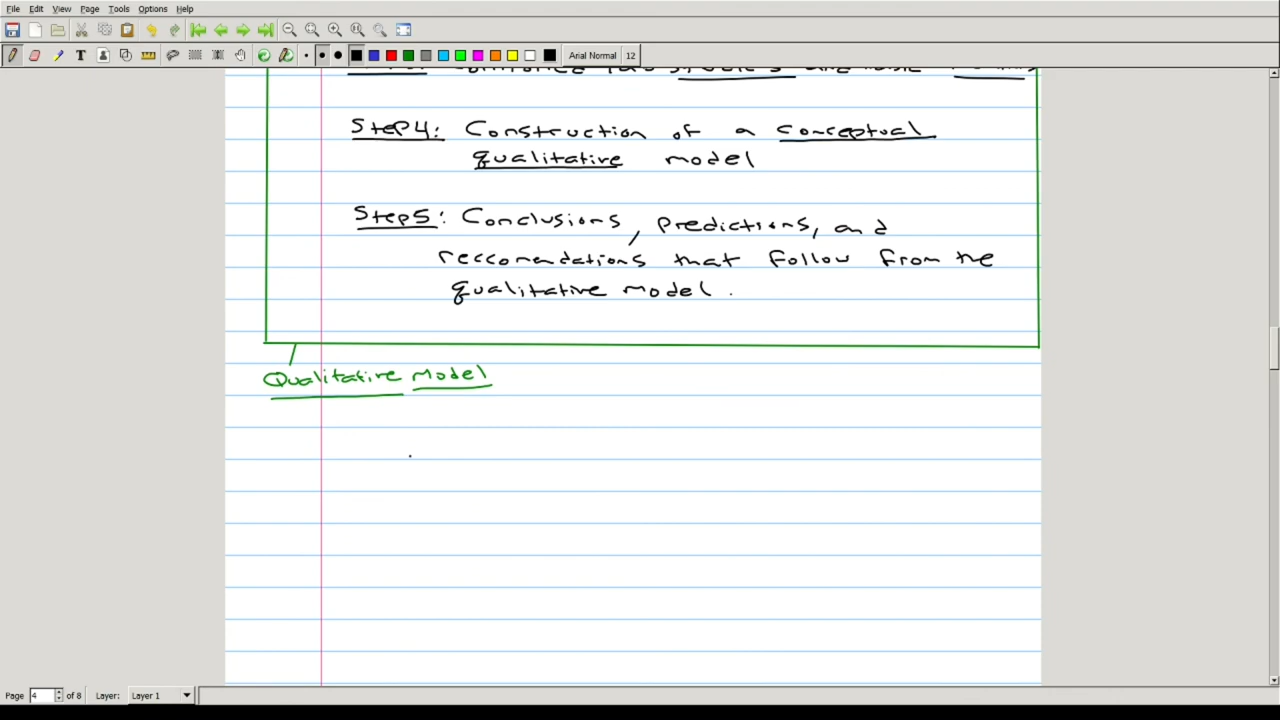 File Edit View Page Tools Options Help
Arial Normal 12
Step4: Construction of a conceptual
qualitative model
Step5: Conclusions, predictions, and
reccomendations that follow from the
qualitative model.
Qualitative Model
Page 4 of 8 Layer: Layer 1